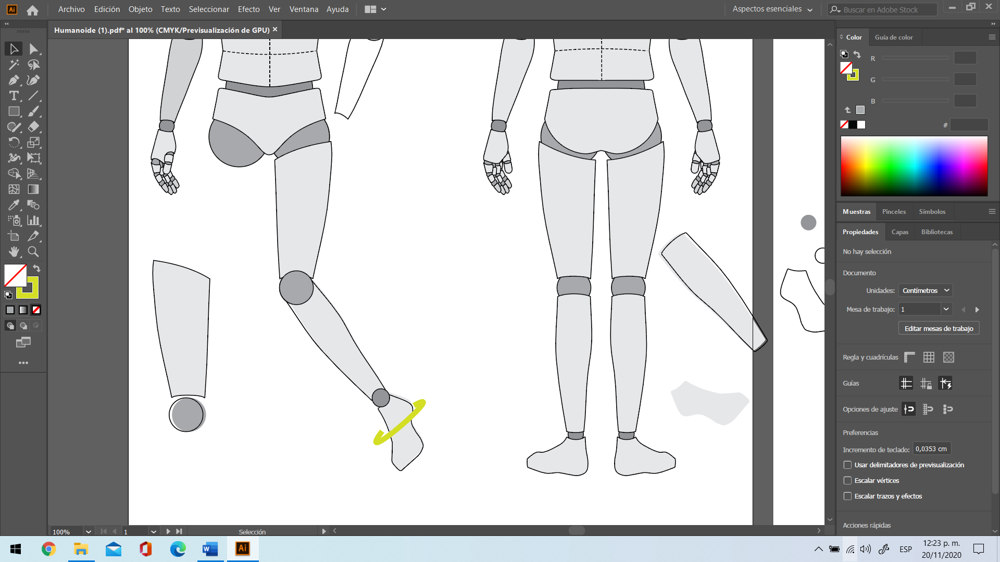 Ai Archivo Edición Objeto Texto Seleccionar Efecto Ver Ventana Ayuda Aspectos esenciales Buscar en Adobe Stock
Humanoide (1).pdf* al 100% (CMYK/Previsualización de GPU)
Color Guía de color
R
G
B
#
Muestras Pinceles Símbolos
Propiedades Capas Bibliotecas
No hay selección
Documento
Unidades: Centímetros
Mesa de trabajo: 1
Editar mesas de trabajo
Regla y cuadrículas
Guías
Opciones de ajuste
Preferencias
Incremento de teclado: 0,0353 cm
Usar delimitadores de previsualización
Escalar vértices
Escalar trazos y efectos
Acciones rápidas
100% 1 Selección
Ai ESP 12:23 p. m.
20/11/2020